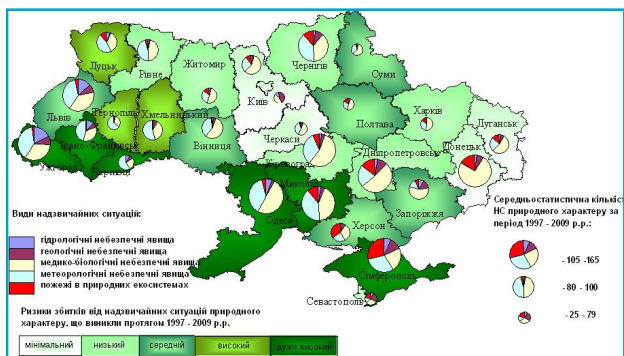 Луцьк
Рівне
Житомир
Чернігів
Суми
Київ
Львів
Тернопіль
Хмельницький
Полтава
Харків
Луганськ
Черкаси
Вінниця
Івано-Франківськ
Ужгород
Чернівці
Кіровоград
Дніпропетровськ
Донецьк
Миколаїв
Одеса
Запоріжжя
Херсон
Сімферополь
Севастополь
Види надзвичайних ситуацій:
гідрологічні небезпечні явища
геологічні небезпечні явища
медико-біологічні небезпечні явища
метеорологічні небезпечні явища
пожежі в природних екосистемах
Ризики збитків від надзвичайних ситуацій природного
характеру, що виникли протягом 1997 - 2009 р.р.:
мінімальний
низький
середній
високий
дуже високий
Середньостатистична кількість
НС природного характеру за
період 1997 - 2009 р.р.:
- 105 -165
- 80 - 100
- 25 - 79